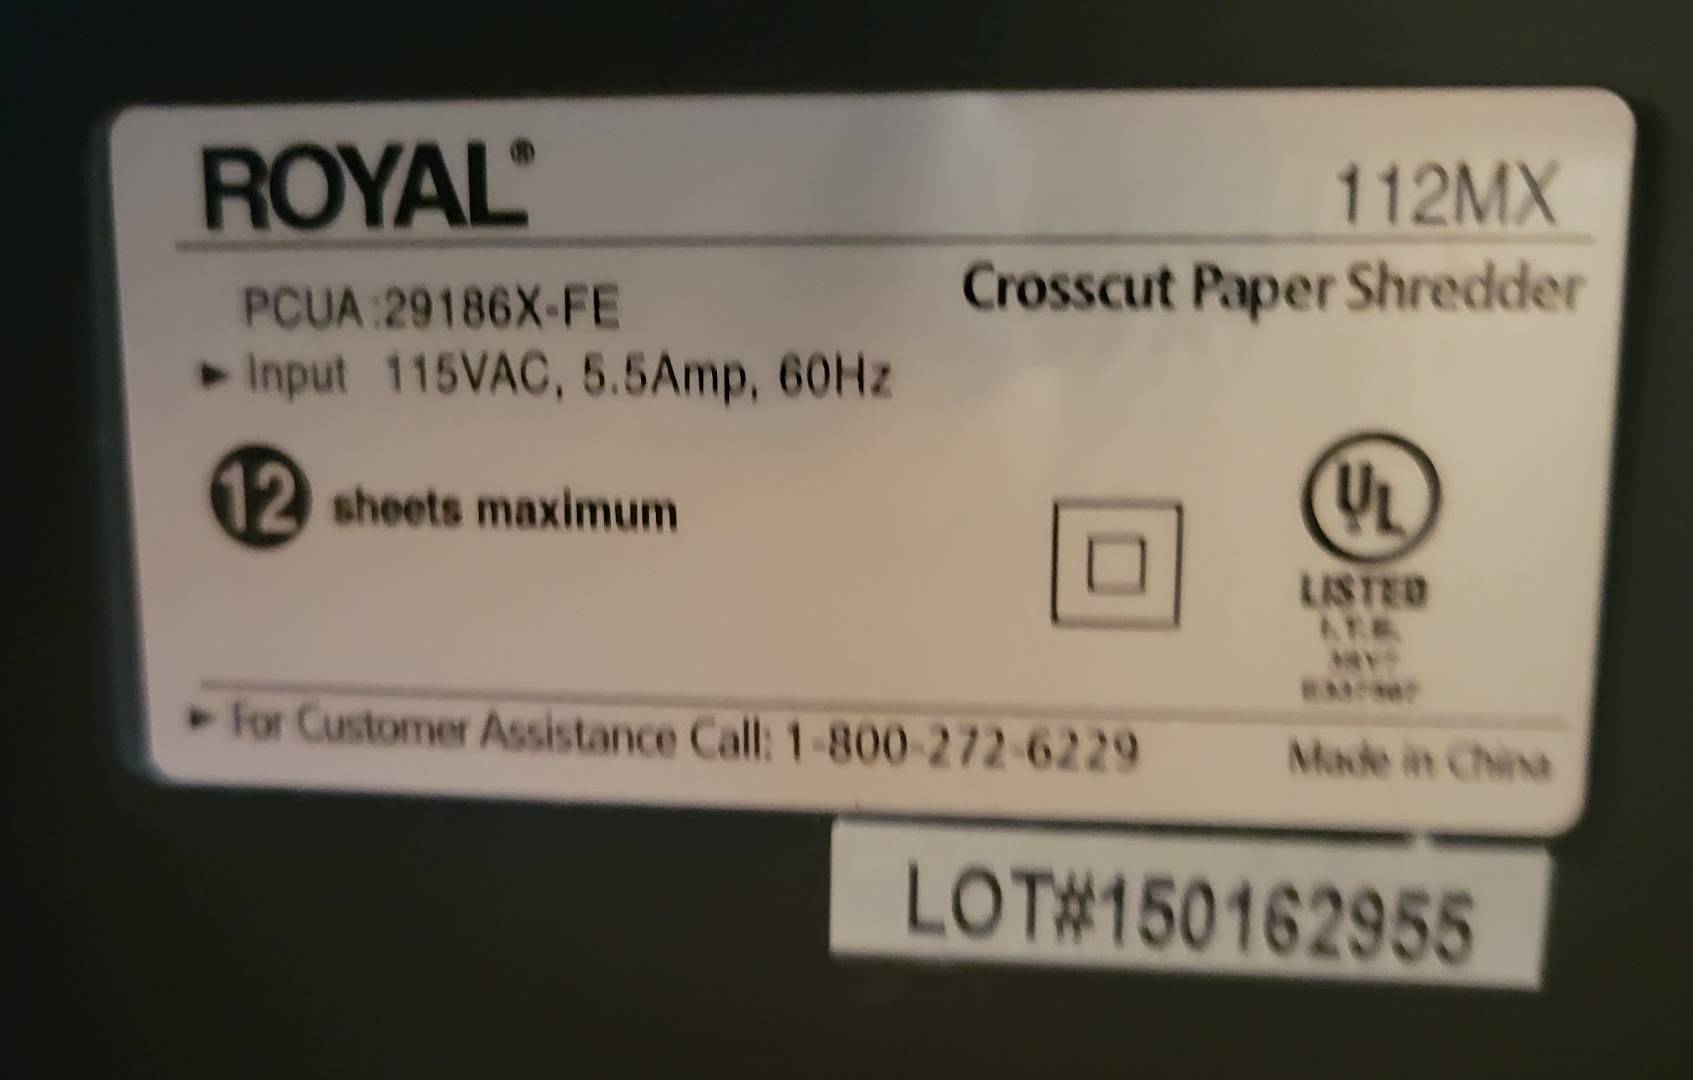 ROYAL®
112MX
Crosscut Paper Shredder
PCUA:29186X-FE
► Input 115VAC, 5.5Amp, 60Hz
12 sheets maximum
UL
LISTED
I.T.E.
► For Customer Assistance Call: 1-800-272-6229
Made in China
LOT#150162955